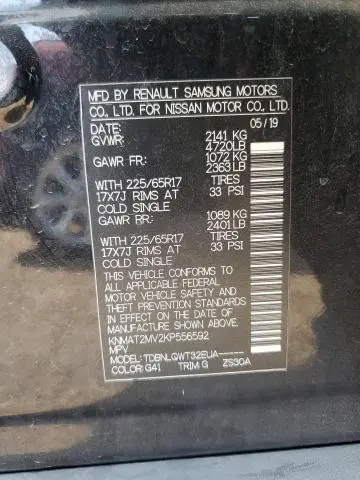 MFD BY RENAULT SAMSUNG MOTORS
CO., LTD. FOR NISSAN MOTOR CO., LTD.
DATE: 05/19
GVWR: 2141 KG
4720LB
GAWR FR: 1072 KG
2363LB
WITH 225/65R17 TIRES
17X7J RIMS AT 33 PSI
COLD SINGLE
GAWR RR: 1089 KG
2401LB
WITH 225/65R17 TIRES
17X7J RIMS AT 33 PSI
COLD SINGLE
THIS VEHICLE CONFORMS TO
ALL APPLICABLE FEDERAL
MOTOR VEHICLE SAFETY AND
THEFT PREVENTION STANDARDS
IN EFFECT ON THE DATE OF
MANUFACTURE SHOWN ABOVE.
KNMAT2MV2KP556592
MPV
MODEL: TDBNLGWT32EUA-----
COLOR: G41 TRIM: G ZS30A